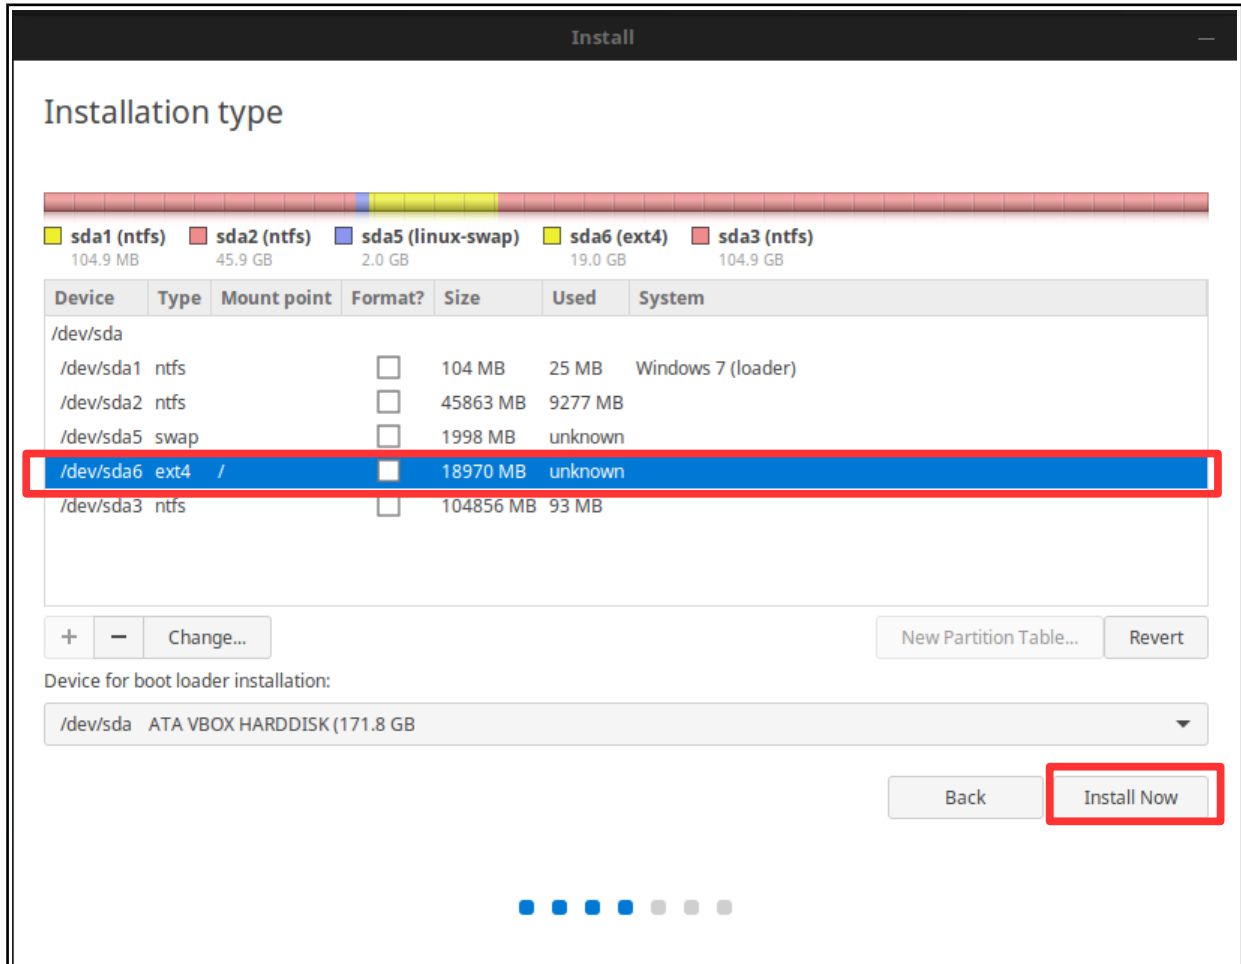 Install
Installation type
sda1 (ntfs) sda2 (ntfs) sda5 (linux-swap) sda6 (ext4) sda3 (ntfs)
104.9 MB 45.9 GB 2.0 GB 19.0 GB 104.9 GB
Device Type Mount point Format? Size Used System
/dev/sda
/dev/sda1 ntfs 104 MB 25 MB Windows 7 (loader)
/dev/sda2 ntfs 45863 MB 9277 MB
/dev/sda5 swap 1998 MB unknown
/dev/sda6 ext4 / 18970 MB unknown
/dev/sda3 ntfs 104856 MB 93 MB
+ − Change... New Partition Table... Revert
Device for boot loader installation:
/dev/sda ATA VBOX HARDDISK (171.8 GB
Back Install Now